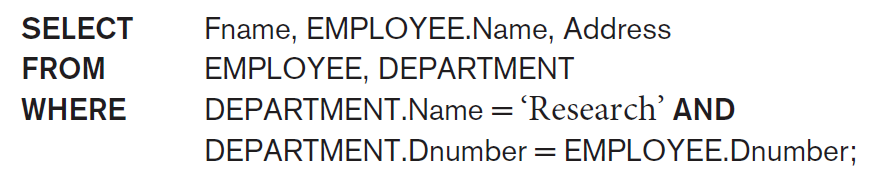 SELECT Fname, EMPLOYEE.Name, Address
FROM EMPLOYEE, DEPARTMENT
WHERE DEPARTMENT.Name = ‘Research’ AND
DEPARTMENT.Dnumber = EMPLOYEE.Dnumber;